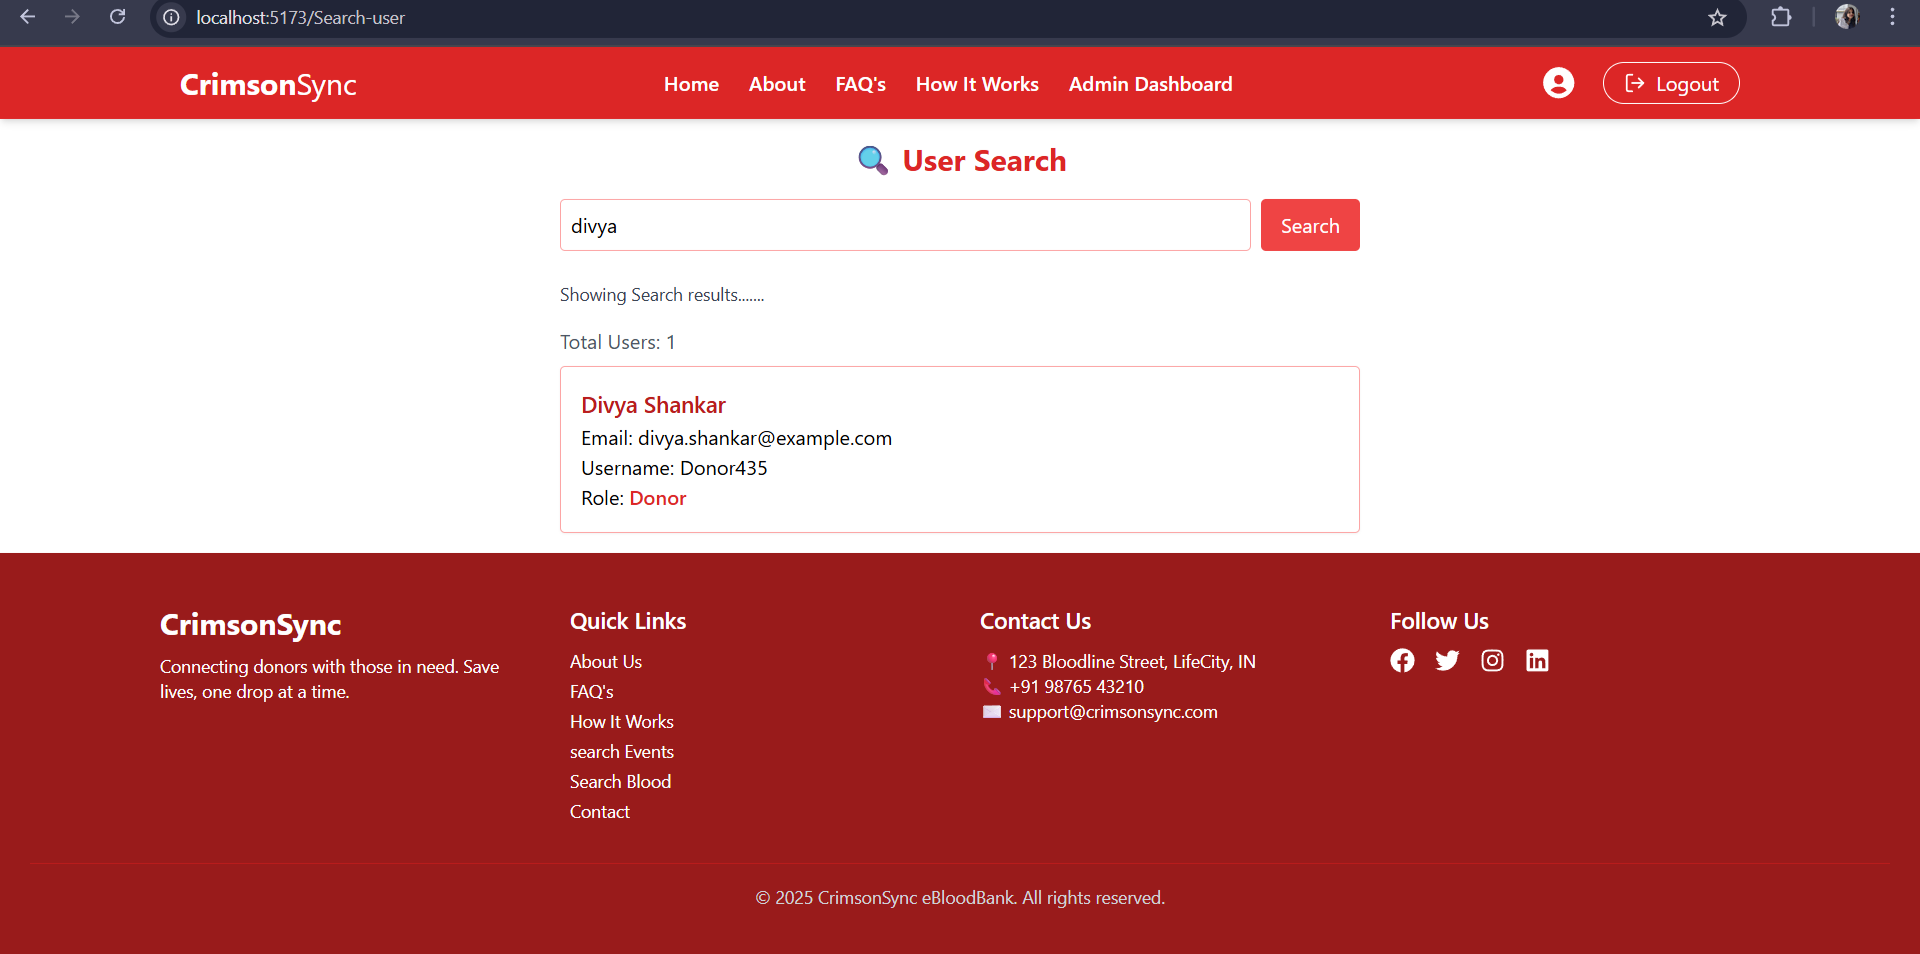 localhost:5173/Search-user
CrimsonSync
Home About FAQ's How It Works Admin Dashboard
Logout
User Search
divya
Search
Showing Search results.......
Total Users: 1
Divya Shankar
Email: divya.shankar@example.com
Username: Donor435
Role: Donor
CrimsonSync
Connecting donors with those in need. Save
lives, one drop at a time.
Quick Links
About Us
FAQ's
How It Works
search Events
Search Blood
Contact
Contact Us
123 Bloodline Street, LifeCity, IN
+91 98765 43210
support@crimsonsync.com
Follow Us
© 2025 CrimsonSync eBloodBank. All rights reserved.